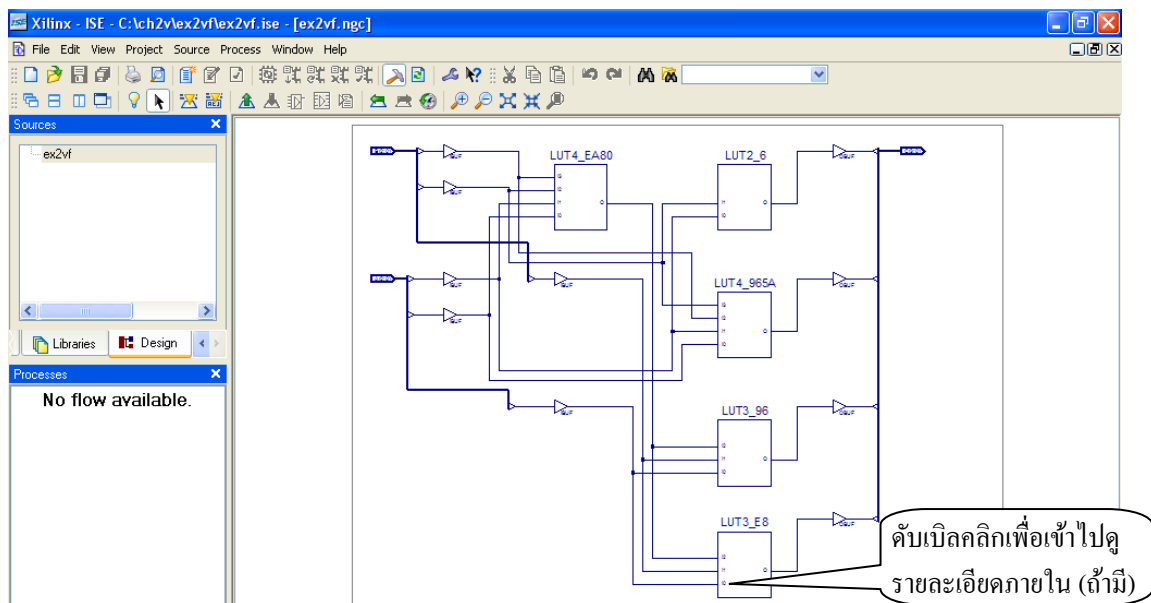 Xilinx - ISE - C:\ch2v\ex2vf\ex2vf.ise - [ex2vf.ngc]
File Edit View Project Source Process Window Help
Sources
ex2vf
Libraries Design
Processes
No flow available.
LUT4_EA80
LUT2_6
LUT4_965A
LUT3_96
LUT3_E8
ดับเบิลคลิกเพื่อเข้าไปดู
รายละเอียดภายใน (ถ้ามี)